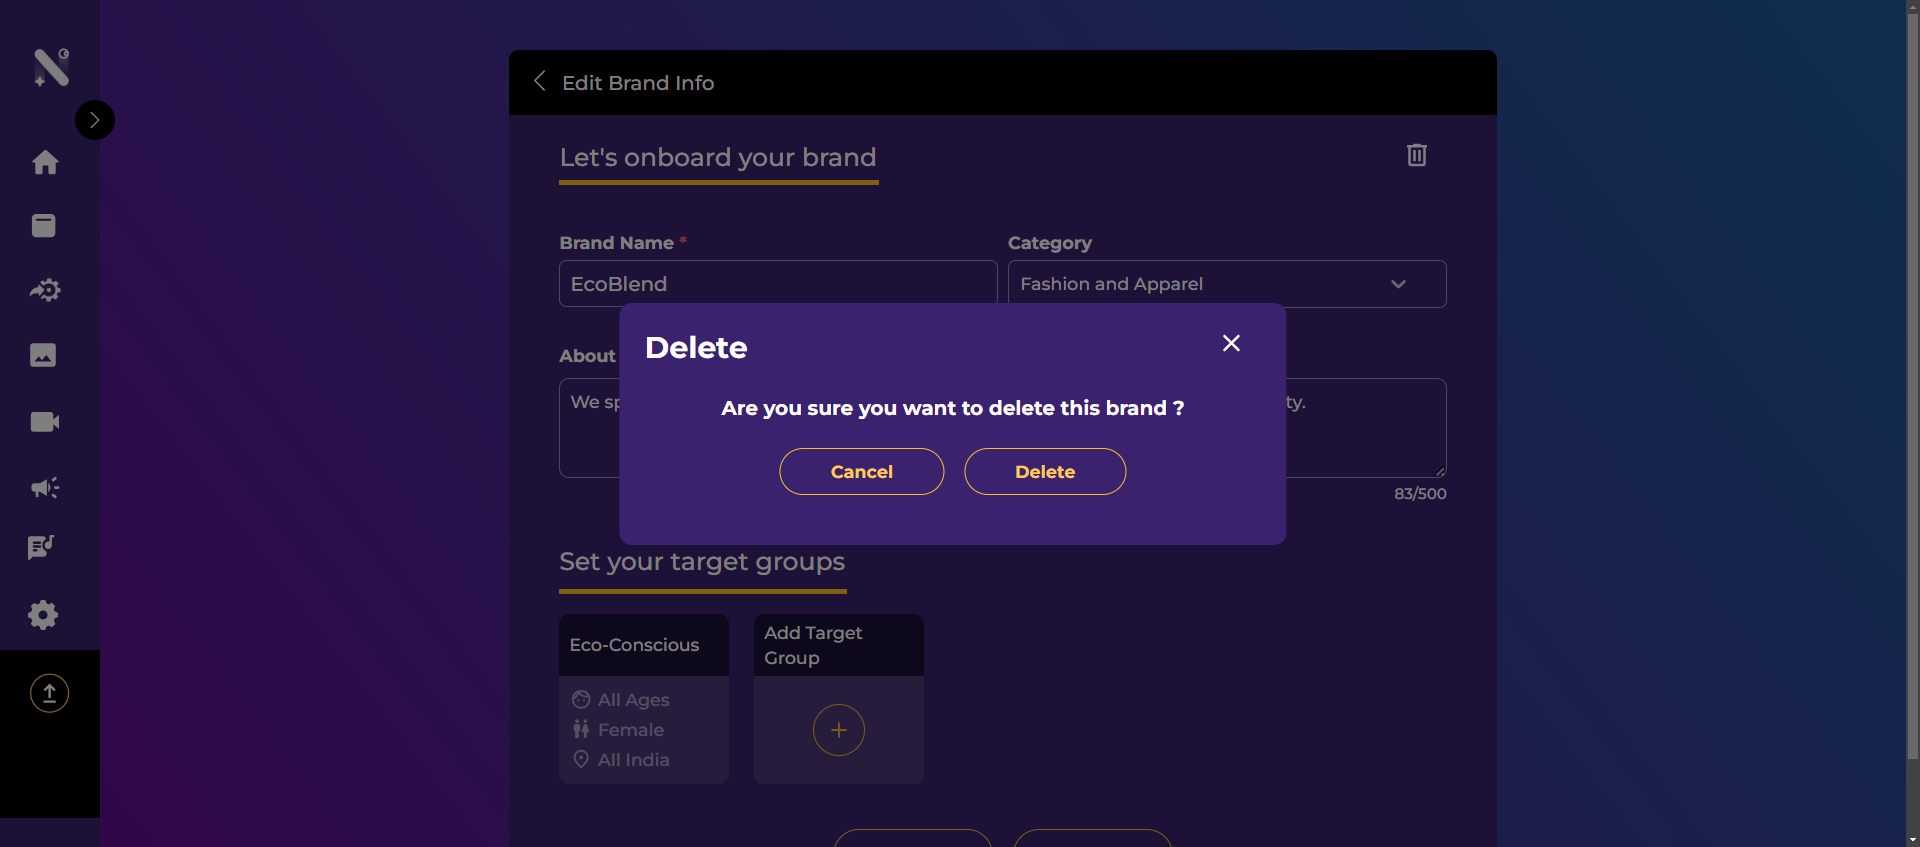 Edit Brand Info
Let's onboard your brand
Brand Name *
Category
EcoBlend
Fashion and Apparel
Delete
About
We sp
ty.
Are you sure you want to delete this brand ?
Cancel
Delete
83/500
Set your target groups
Eco-Conscious
Add Target
Group
All Ages
Female
All India